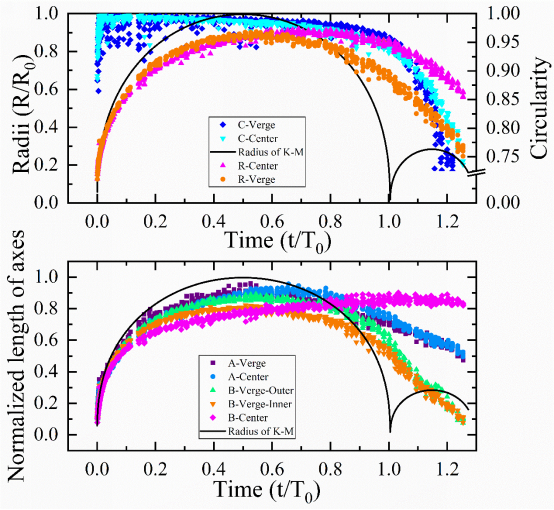 1.0
0.8
0.6
0.4
0.2
0.0
Radii (R/R0)
1.00
0.95
0.90
0.85
0.80
0.75
0.00
Circularity
C-Verge
C-Center
Radius of K-M
R-Center
R-Verge
0.0 0.2 0.4 0.6 0.8 1.0 1.2
Time (t/T0)
1.0
0.8
0.6
0.4
0.2
0.0
Normalized length of axes
A-Verge
A-Center
B-Verge-Outer
B-Verge-Inner
B-Center
Radius of K-M
0.0 0.2 0.4 0.6 0.8 1.0 1.2
Time (t/T0)